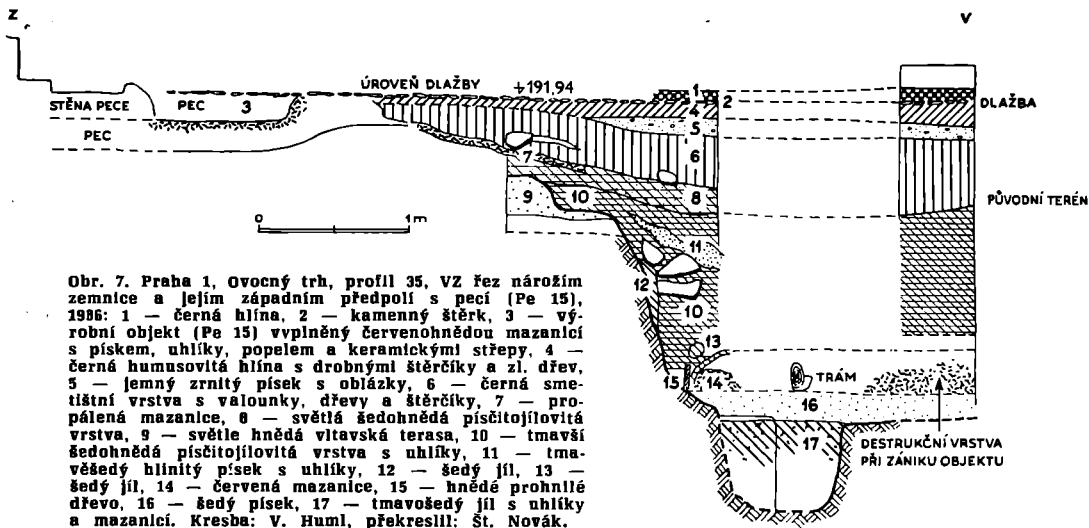 Z
V
ÚROVEŇ DLAŽBY
+191,94
1
2
DLAŽBA
STĚNA PECE
PEC
3
4
5
PEC
6
7
8
9
10
PŮVODNÍ TERÉN
0
1m
11
12
10
13
15
14
TRÁM
16
17
DESTRUKČNÍ VRSTVA
PŘI ZÁNIKU OBJEKTU
Obr. 7. Praha 1, Ovocný trh, profil 35, VZ řez nárožím
zemnice a jejím západním předpolí s pecí (Pe 15),
1986: 1 — černá hlína, 2 — kamenný štěrk, 3 — vý-
robní objekt (Pe 15) vyplněný červenohnědou mazanicí
s pískem, uhlíky, popelem a keramickými střepy, 4 —
černá humusovitá hlína s drobnými štěrčíky a zl. dřev,
5 — jemný zrnitý písek s oblázky, 6 — černá sme-
tištní vrstva s valounky, dřevy a štěrčíky, 7 — pro-
pálená mazanice, 8 — světlá šedohnědá písčitojílovitá
vrstva, 9 — světle hnědá vltavská terasa, 10 — tmavší
šedohnědá písčitojílovitá vrstva s uhlíky, 11 — tma-
věšedý hlinitý písek s uhlíky, 12 — šedý jíl, 13 —
šedý jíl, 14 — červená mazanice, 15 — hnědé prohnilé
dřevo, 16 — šedý písek, 17 — tmavošedý jíl s uhlíky
a mazanicí. Kresba: V. Huml, překreslil: Št. Novák.